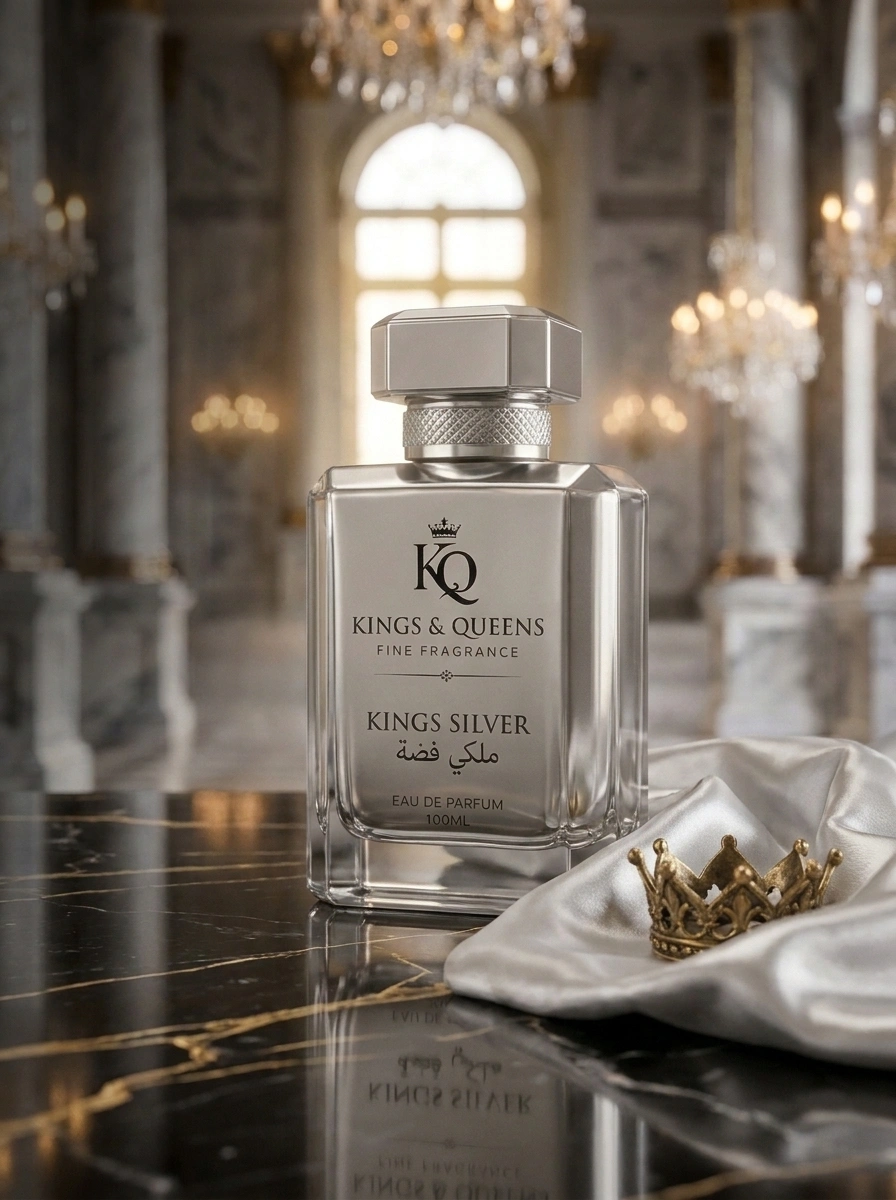 KQ
KINGS & QUEENS
FINE FRAGRANCE
KINGS SILVER
ملكي فضة
EAU DE PARFUM
100ML